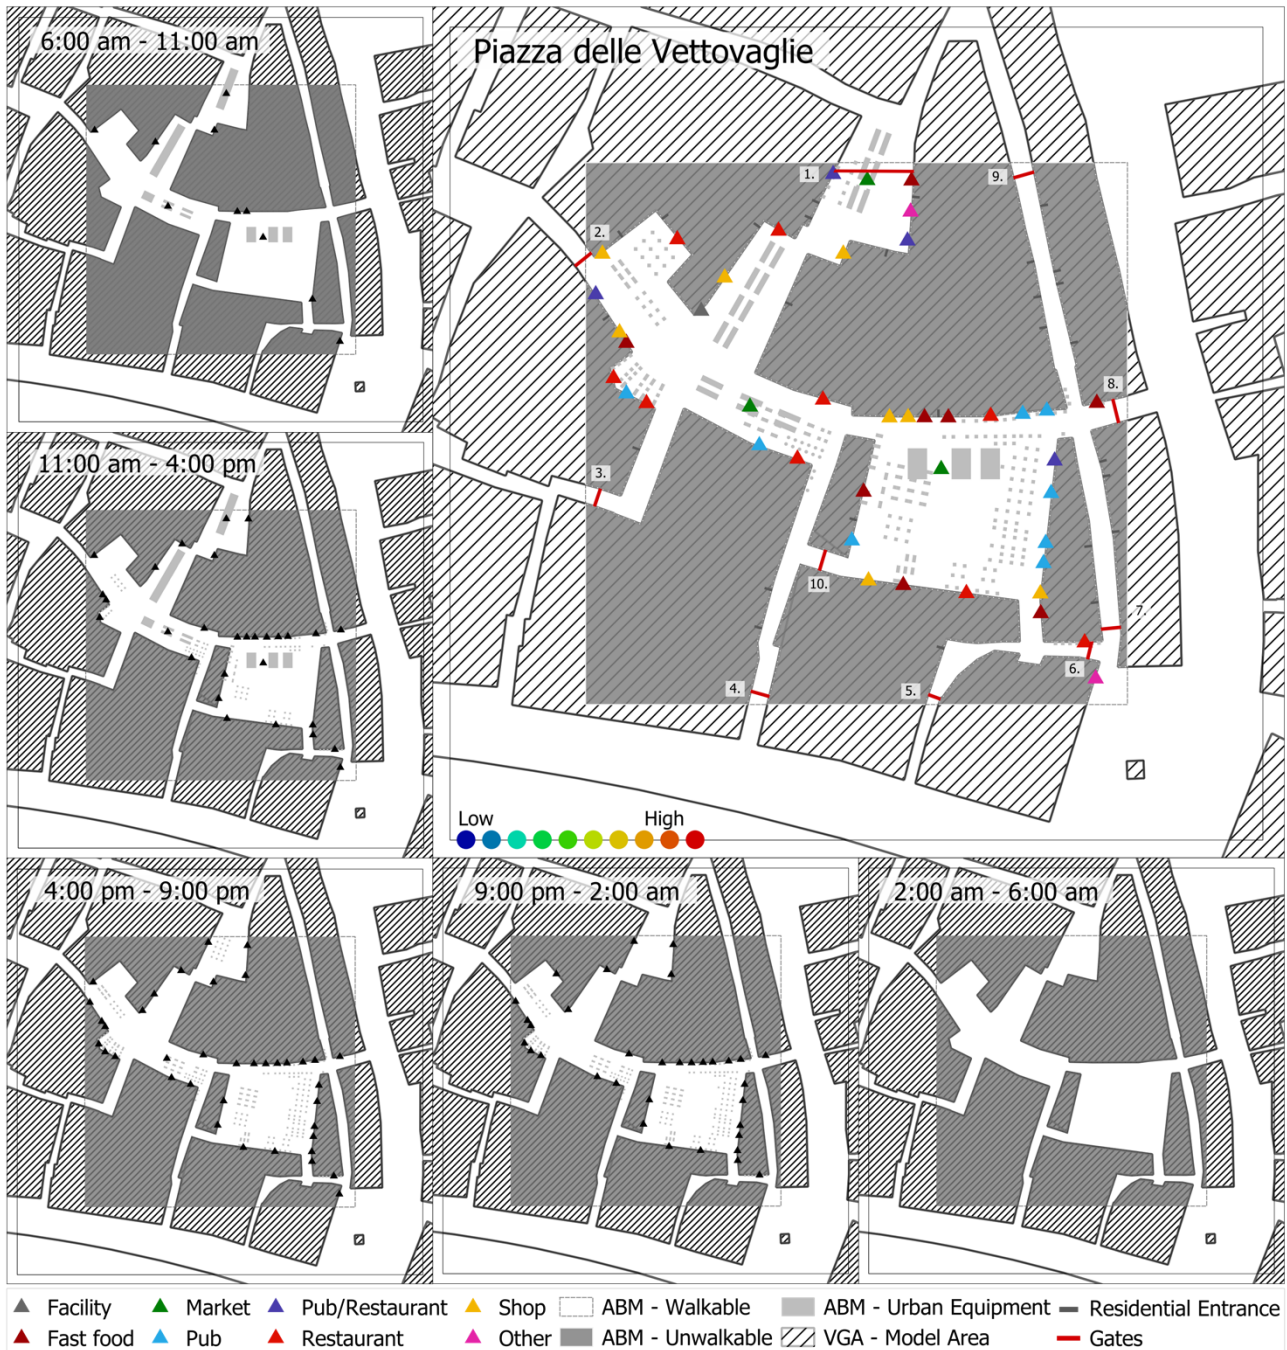 6:00 am - 11:00 am
Piazza delle Vettovaglie
1.
9.
2.
8.
3.
10.
7.
6.
4.
5.
11:00 am - 4:00 pm
Low High
4:00 pm - 9:00 pm
9:00 pm - 2:00 am
2:00 am - 6:00 am
Facility Market Pub/Restaurant Shop ABM - Walkable ABM - Urban Equipment Residential Entrance
Fast food Pub Restaurant Other ABM - Unwalkable VGA - Model Area Gates